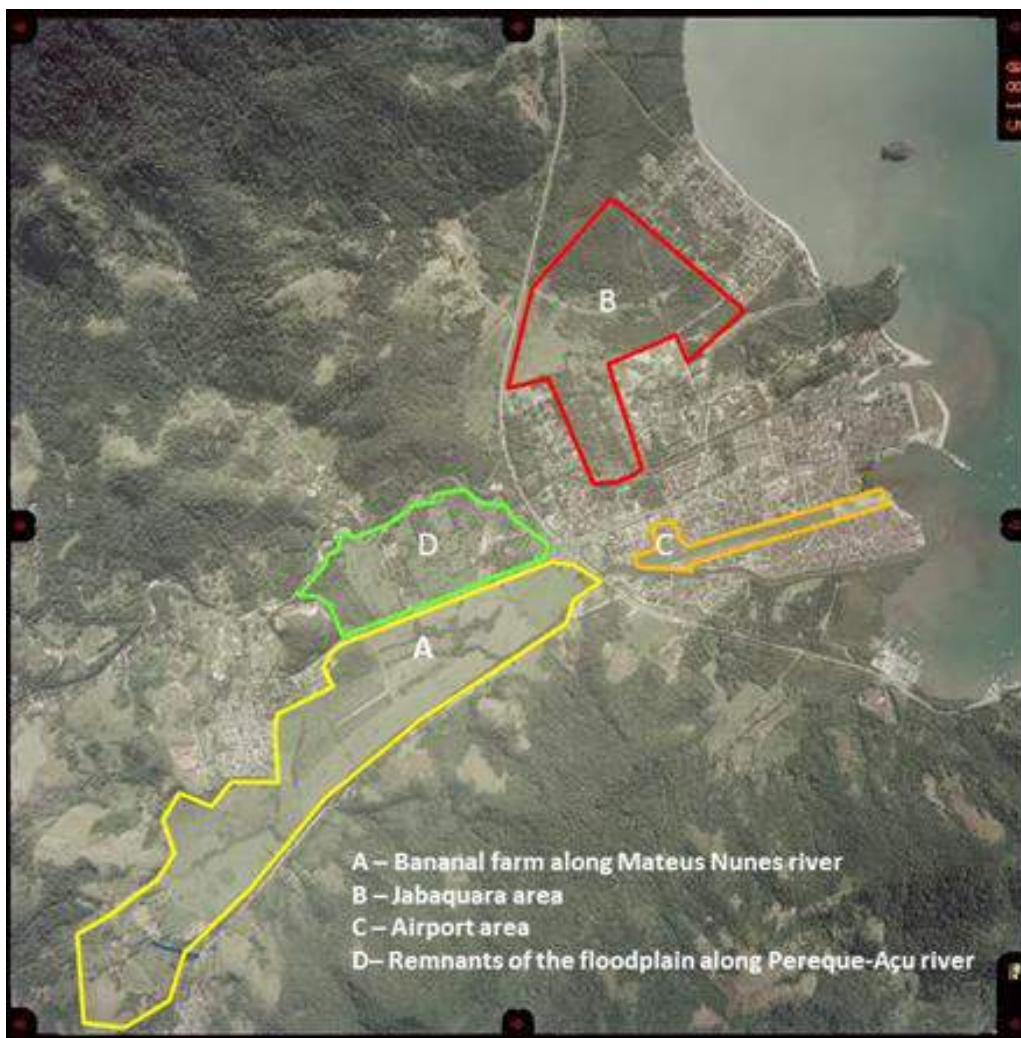 B
D
C
A
A – Bananal farm along Mateus Nunes river
B – Jabaquara area
C – Airport area
D– Remnants of the floodplain along Pereque-Açu river